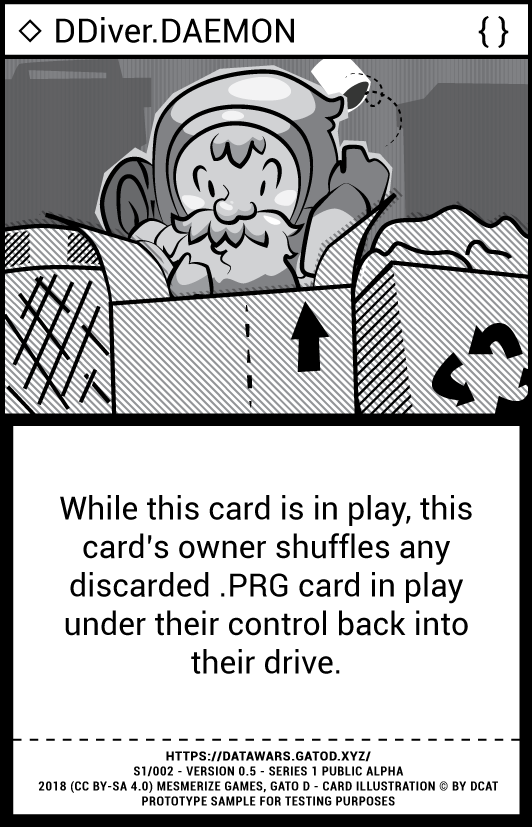 ◇ DDiver.DAEMON {}
While this card is in play, this
card's owner shuffles any
discarded .PRG card in play
under their control back into
their drive.
HTTPS://DATAWARS.GATOD.XYZ/
S1/002 - VERSION 0.5 - SERIES 1 PUBLIC ALPHA
2018 (CC BY-SA 4.0) MESMERIZE GAMES, GATO D - CARD ILLUSTRATION © BY DCAT
PROTOTYPE SAMPLE FOR TESTING PURPOSES